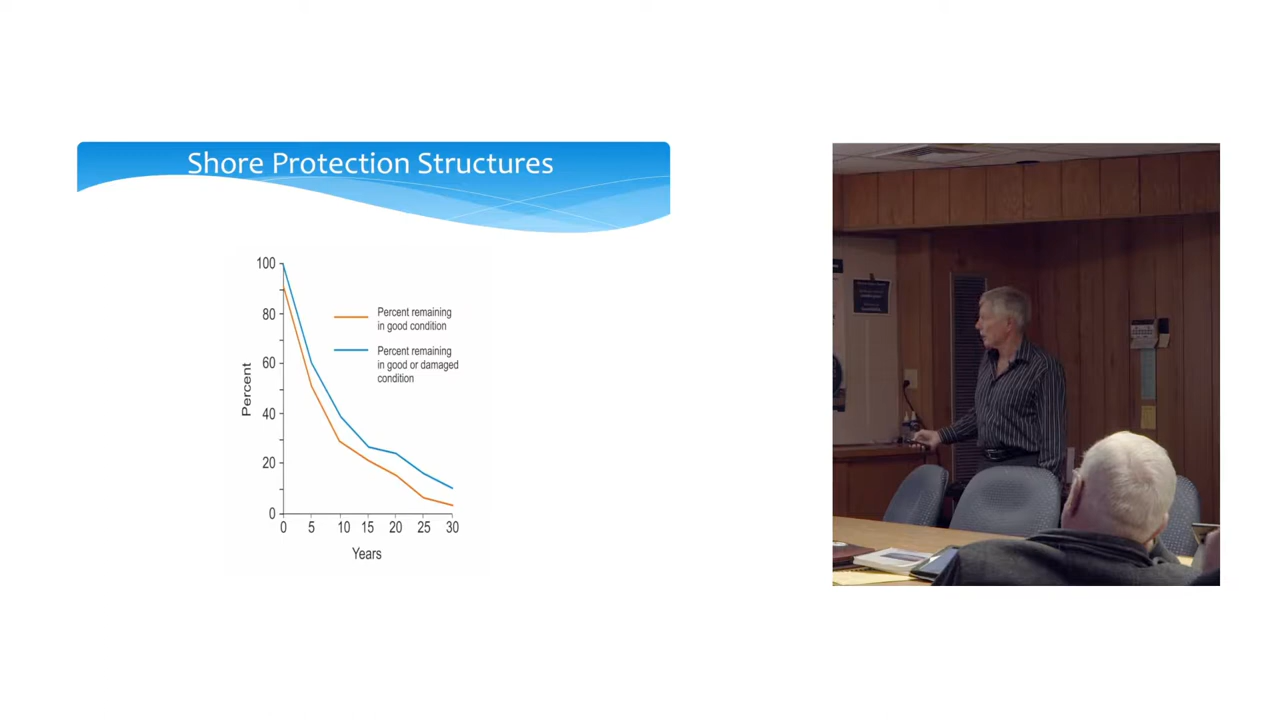 Shore Protection Structures
100
80
60
40
20
0
Percent
Percent remaining
in good condition
Percent remaining
in good or damaged
condition
0 5 10 15 20 25 30
Years